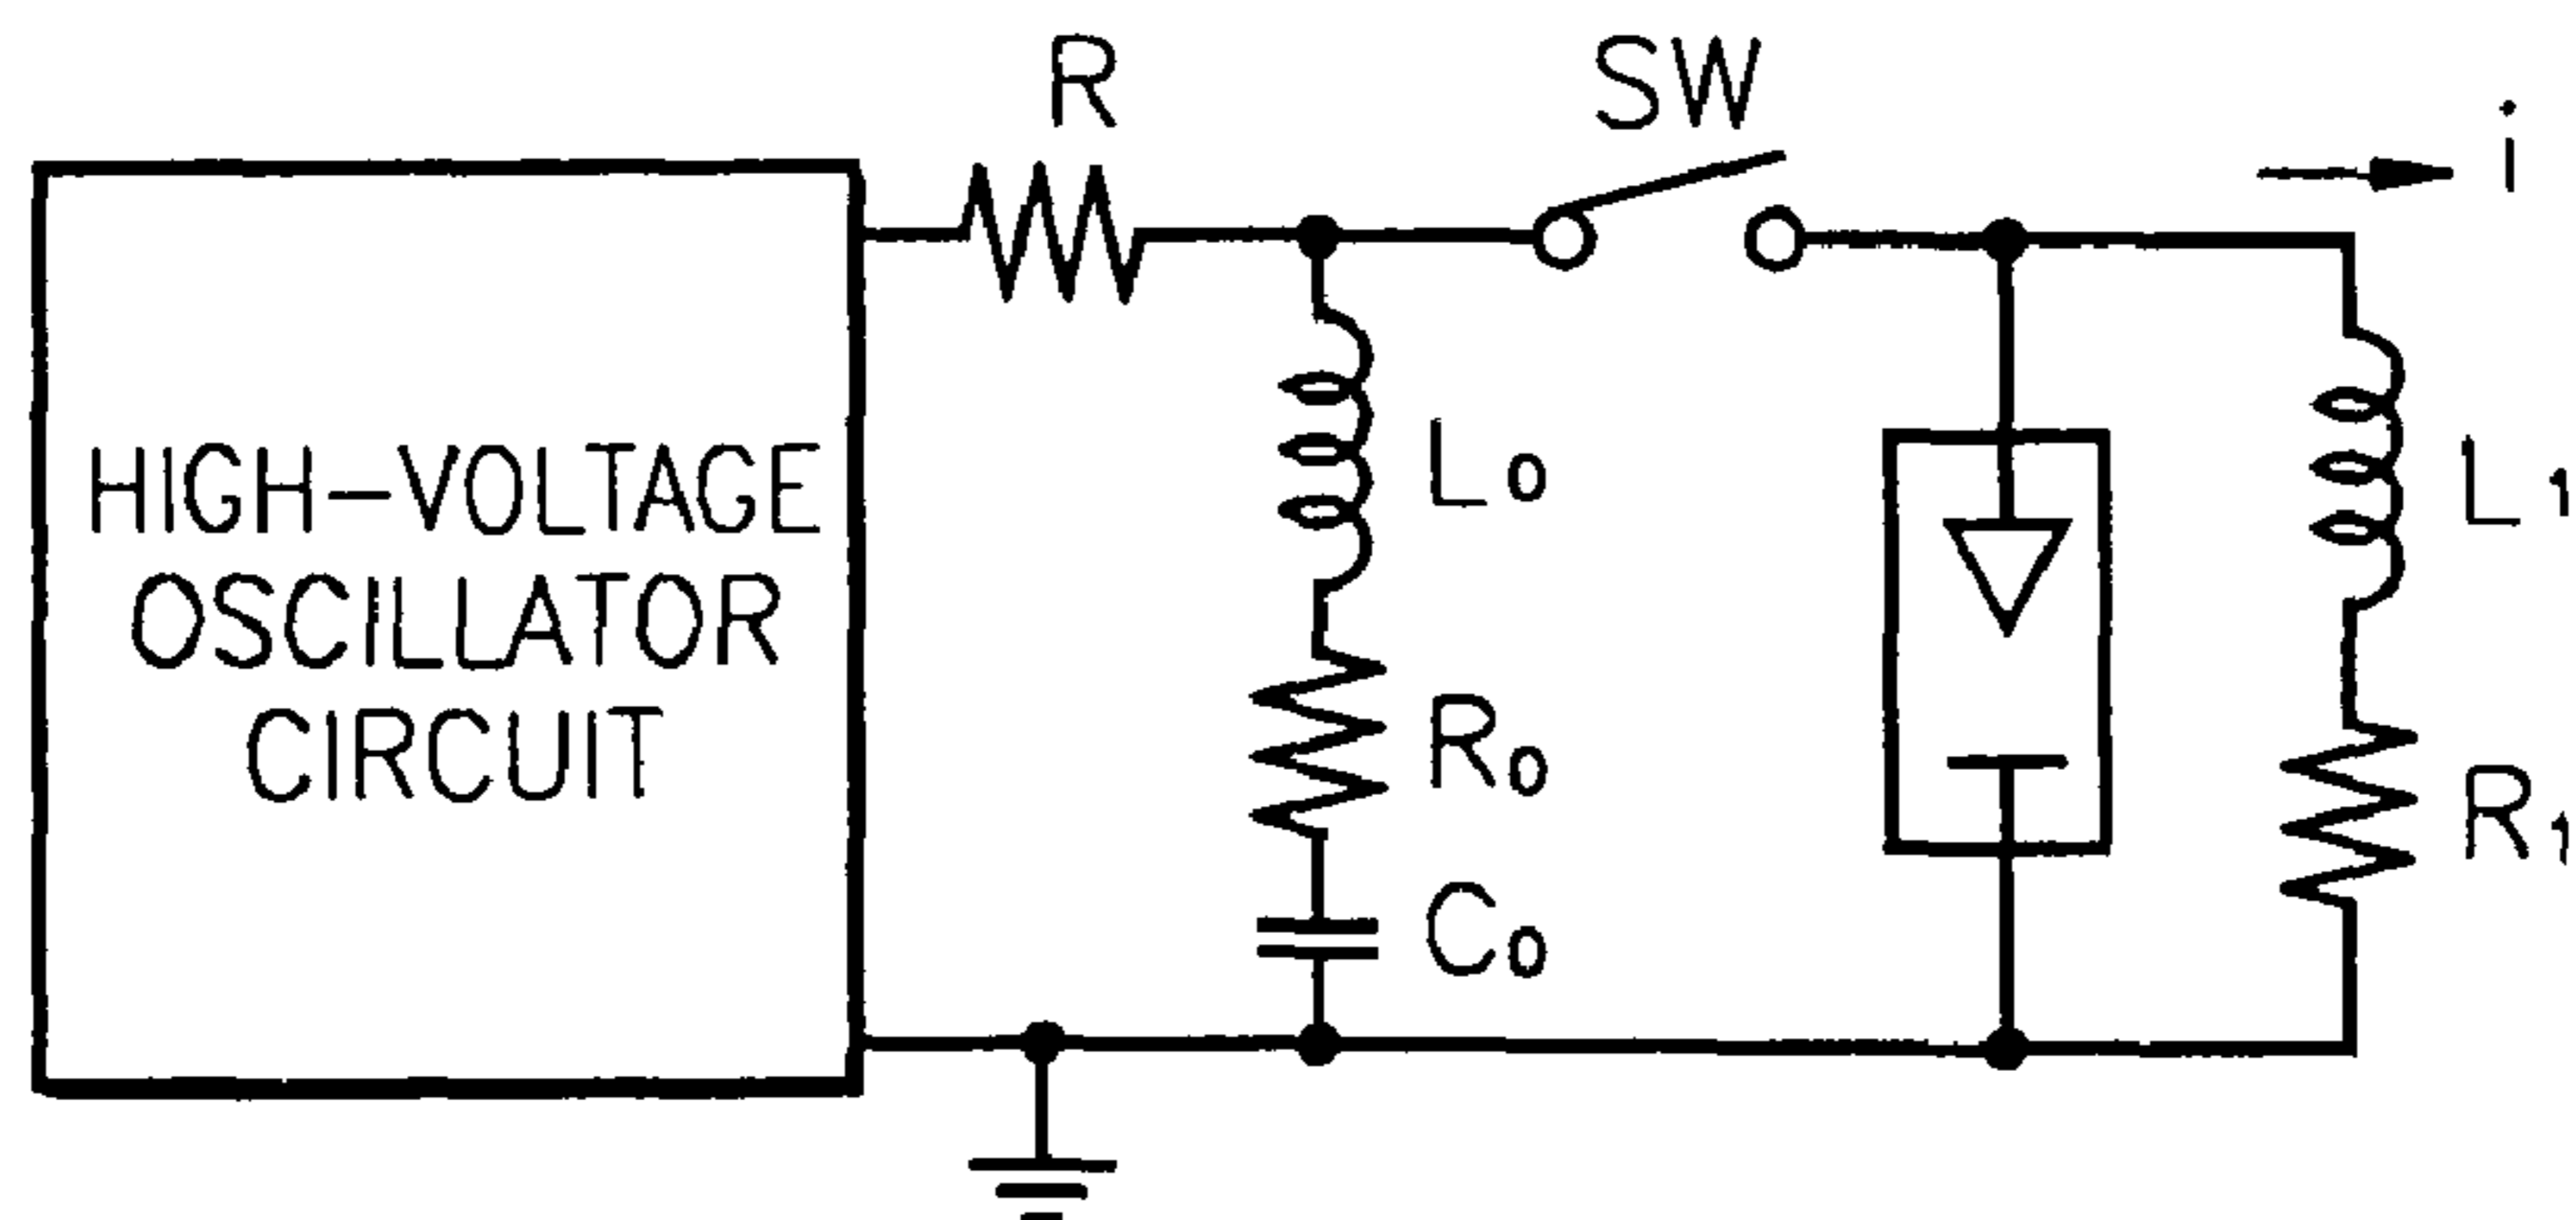 R
SW
i
HIGH-VOLTAGE
OSCILLATOR
CIRCUIT
L0
R0
C0
L1
R1